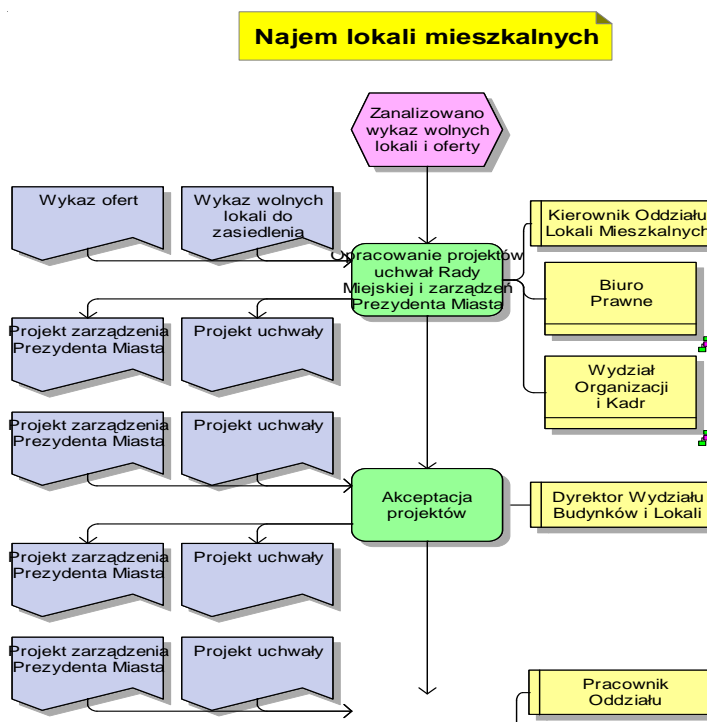 Najem lokali mieszkalnych
Zanalizowano
wykaz wolnych
lokali i oferty
Wykaz ofert
Wykaz wolnych
lokali do
zasiedlenia
Kierownik Oddziału
Lokali Mieszkalnych
Opracowanie projektów
uchwał Rady
Miejskiej i zarządzeń
Prezydenta Miasta
Biuro
Prawne
Projekt zarządzenia
Prezydenta Miasta
Projekt uchwały
Wydział
Organizacji
i Kadr
Projekt zarządzenia
Prezydenta Miasta
Projekt uchwały
Akceptacja
projektów
Dyrektor Wydziału
Budynków i Lokali
Projekt zarządzenia
Prezydenta Miasta
Projekt uchwały
Projekt zarządzenia
Prezydenta Miasta
Projekt uchwały
Pracownik
Oddziału